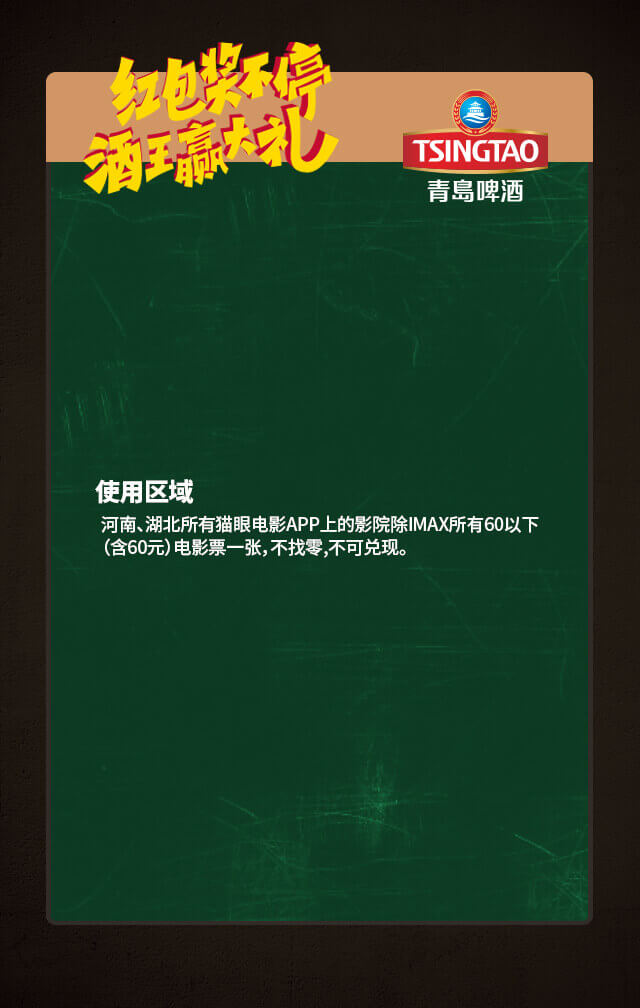 红包奖不停
酒王赢大礼
TSINGTAO
青島啤酒
使用区域
河南、湖北所有猫眼电影APP上的影院除IMAX所有60以下
（含60元）电影票一张，不找零,不可兑现。